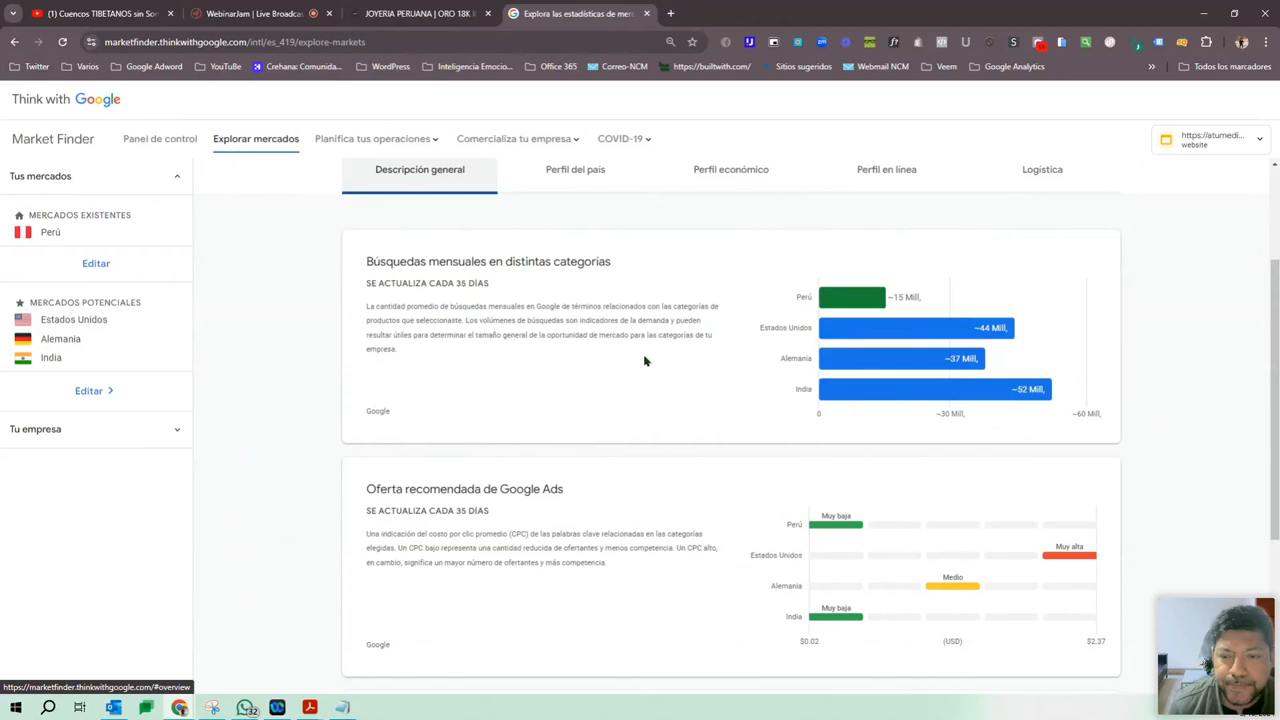 (1) Cuencos TIBETANOS sin Son
WebinarJam | Live Broadcas
JOYERIA PERUANA | ORO 18K
Explora las estadísticas de mer
marketfinder.thinkwithgoogle.com/intl/es_419/explore-markets
Twitter
Varios
Google Adword
YouTube
Crehana: Comunida...
WordPress
Inteligencia Emocio...
Office 365
Correo-NCM
https://builtwith.com/
Sitios sugeridos
Webmail NCM
Veem
Google Analytics
Todos los marcadores
Think with Google
Market Finder
Panel de control
Explorar mercados
Planifica tus operaciones
Comercializa tu empresa
COVID-19
https://atumedi...
website
Tus mercados
MERCADOS EXISTENTES
Perú
Editar
MERCADOS POTENCIALES
Estados Unidos
Alemania
India
Editar
Tu empresa
Descripción general
Perfil del país
Perfil económico
Perfil en línea
Logística
Búsquedas mensuales en distintas categorías
SE ACTUALIZA CADA 35 DÍAS
La cantidad promedio de búsquedas mensuales en Google de términos relacionados con las categorías de
productos que seleccionaste. Los volúmenes de búsquedas son indicadores de la demanda y pueden
resultar útiles para determinar el tamaño general de la oportunidad de mercado para las categorías de tu
empresa.
Google
Perú ~15 Mill,
Estados Unidos ~44 Mill,
Alemania ~37 Mill,
India ~52 Mill,
0 ~30 Mill, ~60 Mill,
Oferta recomendada de Google Ads
SE ACTUALIZA CADA 35 DÍAS
Una indicación del costo por clic promedio (CPC) de las palabras clave relacionadas en las categorías
elegidas. Un CPC bajo representa una cantidad reducida de ofertantes y menos competencia. Un CPC alto,
en cambio, significa un mayor número de ofertantes y más competencia.
Google
Muy baja
Perú
Muy alta
Estados Unidos
Medio
Alemania
Muy baja
India
$0.02 (USD) $2,37
https://marketfinder.thinkwithgoogle.com/#overview
32